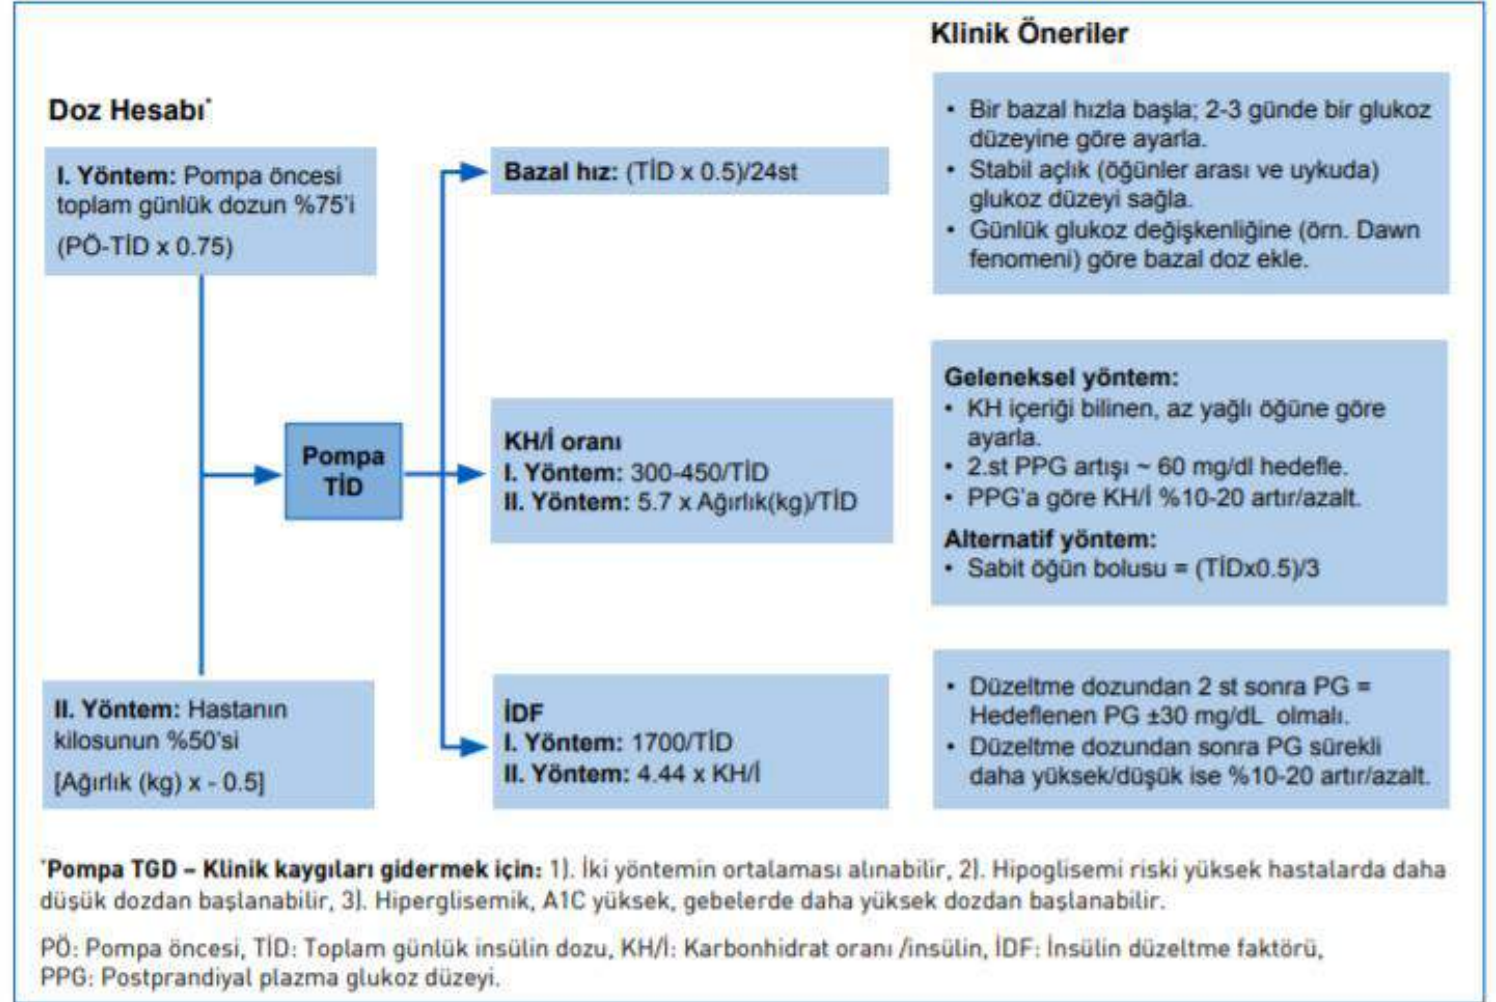 Klinik Öneriler
Doz Hesabı*
I. Yöntem: Pompa öncesi
toplam günlük dozun %75'i
(PÖ-TİD x 0.75)
II. Yöntem: Hastanın
kilosunun %50'si
[Ağırlık (kg) x - 0.5]
Pompa
TİD
Bazal hız: (TİD x 0.5)/24st
KH/İ oranı
I. Yöntem: 300-450/TİD
II. Yöntem: 5.7 x Ağırlık(kg)/TİD
İDF
I. Yöntem: 1700/TİD
II. Yöntem: 4.44 x KH/İ
• Bir bazal hızla başla; 2-3 günde bir glukoz
düzeyine göre ayarla.
• Stabil açlık (öğünler arası ve uykuda)
glukoz düzeyi sağla.
• Günlük glukoz değişkenliğine (örn. Dawn
fenomeni) göre bazal doz ekle.
Geleneksel yöntem:
• KH içeriği bilinen, az yağlı öğüne göre
ayarla.
• 2.st PPG artışı ~ 60 mg/dl hedefle.
• PPG'a göre KH/İ %10-20 artır/azalt.
Alternatif yöntem:
• Sabit öğün bolusu = (TİDx0.5)/3
• Düzeltme dozundan 2 st sonra PG =
Hedeflenen PG ±30 mg/dL olmalı.
• Düzeltme dozundan sonra PG sürekli
daha yüksek/düşük ise %10-20 artır/azalt.
*Pompa TGD – Klinik kaygıları gidermek için: 1). İki yöntemin ortalaması alınabilir, 2). Hipoglisemi riski yüksek hastalarda daha
düşük dozdan başlanabilir, 3). Hiperglisemik, A1C yüksek, gebelerde daha yüksek dozdan başlanabilir.
PÖ: Pompa öncesi, TİD: Toplam günlük insülin dozu, KH/İ: Karbonhidrat oranı /insülin, İDF: İnsülin düzeltme faktörü,
PPG: Postprandiyal plazma glukoz düzeyi.